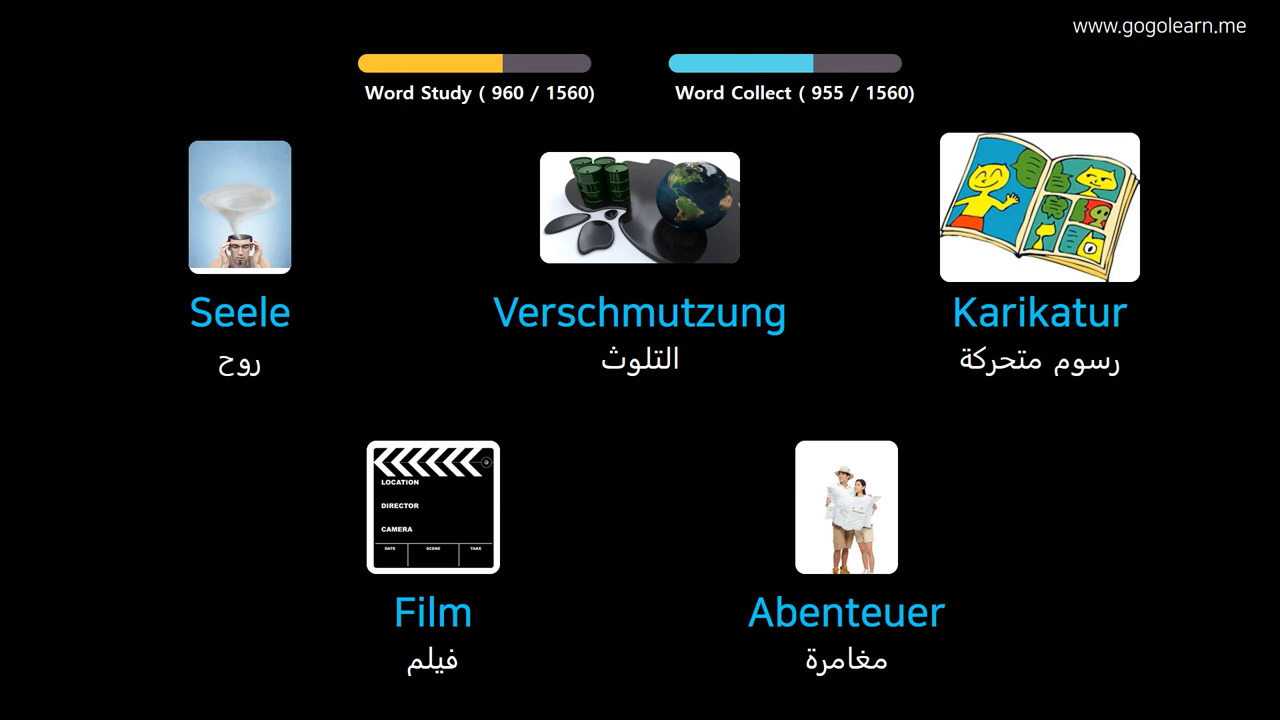 www.gogolearn.me
Word Study ( 960 / 1560)
Word Collect ( 955 / 1560)
Seele
روح
Verschmutzung
التلوث
Karikatur
رسوم متحركة
LOCATION
DIRECTOR
CAMERA
DATE SCENE TAKE
Film
فيلم
Abenteuer
مغامرة